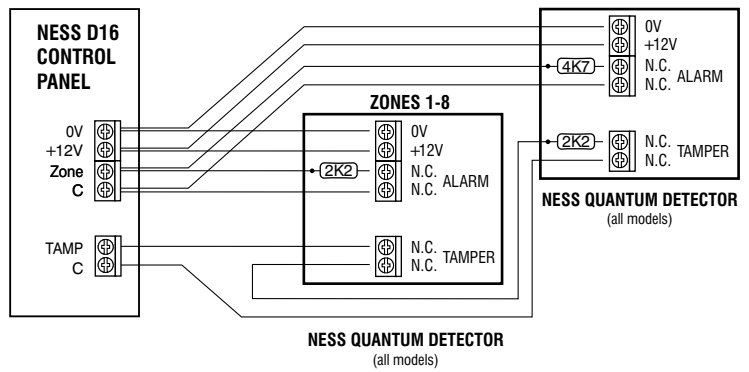 NESS D16
CONTROL
PANEL
0V
+12V
Zone
C
TAMP
C
ZONES 1-8
0V
+12V
2K2
N.C.
N.C.
ALARM
N.C.
N.C.
TAMPER
NESS QUANTUM DETECTOR
(all models)
0V
+12V
4K7
N.C.
N.C.
ALARM
2K2
N.C.
N.C.
TAMPER
NESS QUANTUM DETECTOR
(all models)